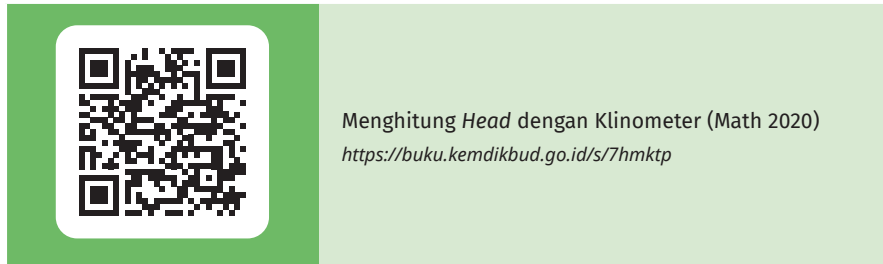 Menghitung Head dengan Klinometer (Math 2020)
https://buku.kemdikbud.go.id/s/7hmktp